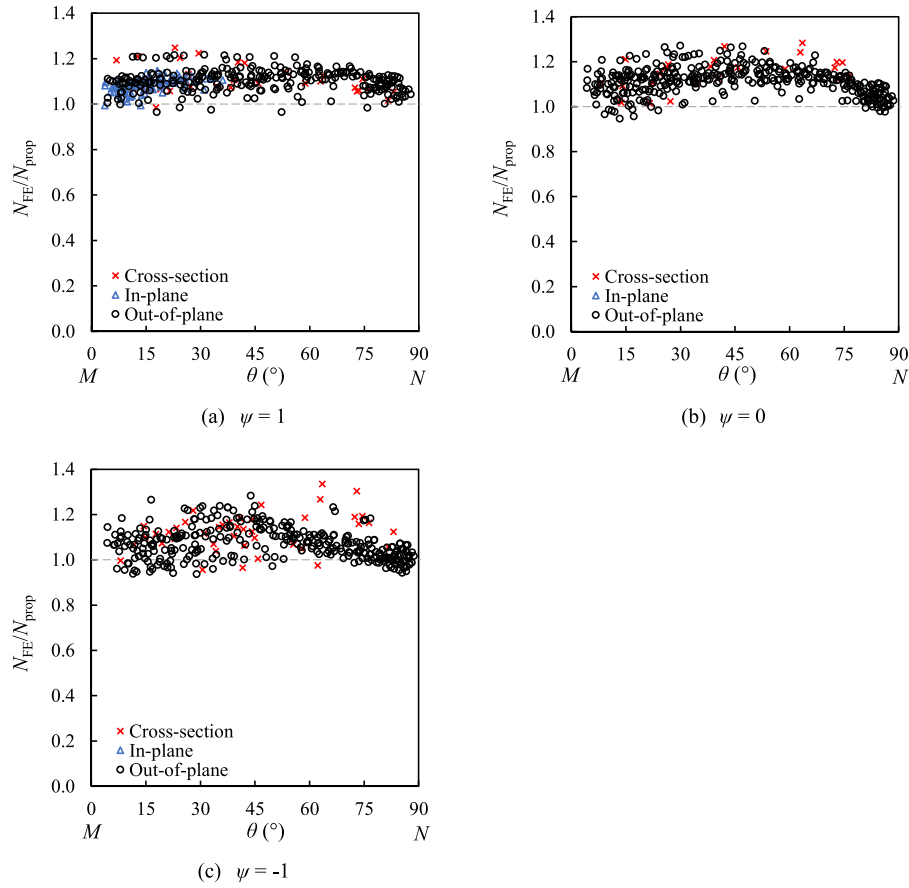 1.4
1.2
1.0
0.8
0.6
0.4
0.2
0.0
N_FE/N_prop
Cross-section
In-plane
Out-of-plane
0 15 30 45 60 75 90
M θ (°) N
(a) ψ = 1
1.4
1.2
1.0
0.8
0.6
0.4
0.2
0.0
N_FE/N_prop
Cross-section
In-plane
Out-of-plane
0 15 30 45 60 75 90
M θ (°) N
(b) ψ = 0
1.4
1.2
1.0
0.8
0.6
0.4
0.2
0.0
N_FE/N_prop
Cross-section
In-plane
Out-of-plane
0 15 30 45 60 75 90
M θ (°) N
(c) ψ = -1